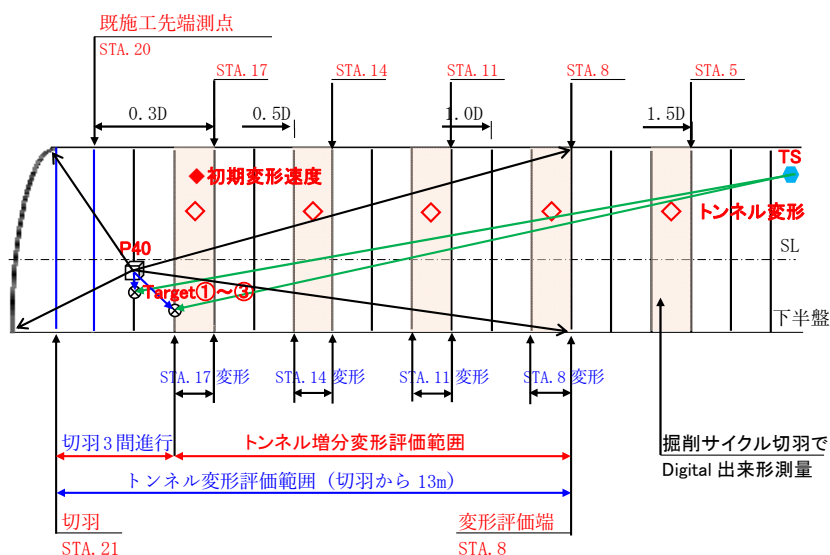 既施工先端測点
STA.20
STA.17
STA.14
STA.11
STA.8
STA.5
0.3D
0.5D
1.0D
1.5D
TS
◆初期変形速度
トンネル変形
P40
SL
Target①~③
下半盤
STA.17 変形
STA.14 変形
STA.11 変形
STA.8 変形
切羽3間進行
トンネル増分変形評価範囲
掘削サイクル切羽で
Digital 出来形測量
トンネル変形評価範囲(切羽から 13m)
切羽
STA.21
変形評価端
STA.8